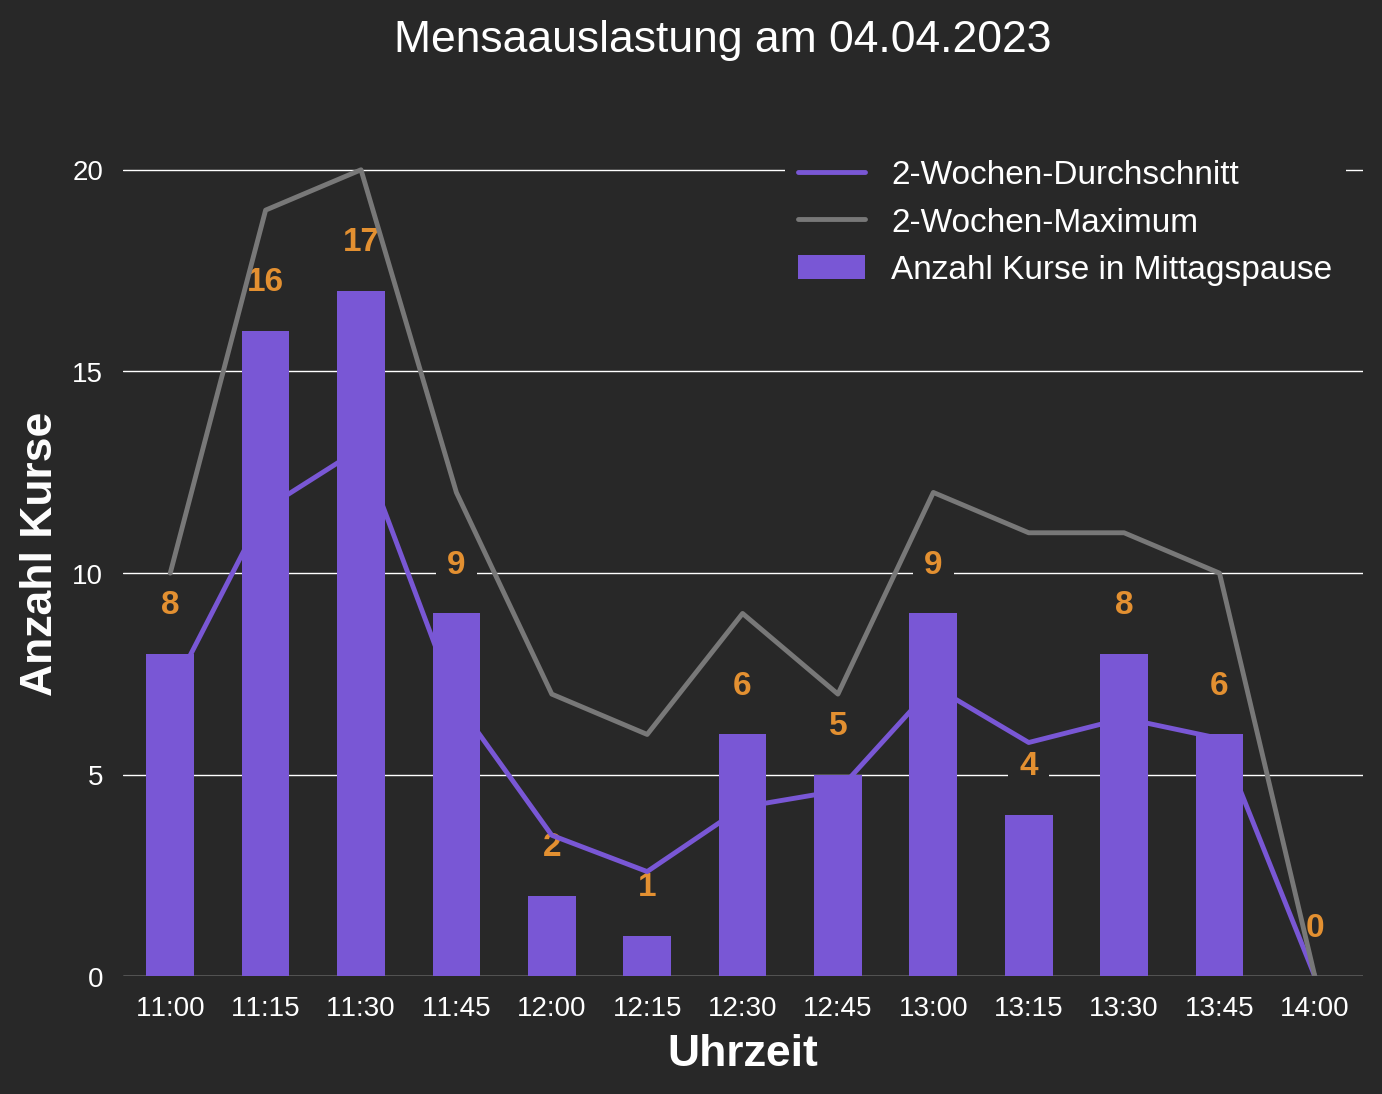 Mensaauslastung am 04.04.2023
2-Wochen-Durchschnitt
2-Wochen-Maximum
Anzahl Kurse in Mittagspause
Anzahl Kurse
20
15
10
5
0
8
16
17
9
2
1
6
5
9
4
8
6
0
11:00 11:15 11:30 11:45 12:00 12:15 12:30 12:45 13:00 13:15 13:30 13:45 14:00
Uhrzeit